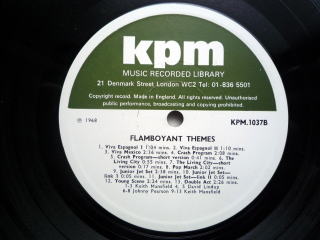 kpm
MUSIC RECORDED LIBRARY
21 Denmark Street London WC2 Tel: 01-836 5501
Copyright record. Made in England. All rights reserved. Unauthorised
public performance, broadcasting and copying prohibited.
℗ 1968
KPM.1037B
FLAMBOYANT THEMES
1. Viva Espagnol I 1:04 mins. 2. Viva Espagnol II 1:10 mins.
3. Viva Mexico 2:16 mins. 4. Crash Program 2:08 mins.
5. Crash Program—short version 0:41 mins. 6. The
Living City 0:55 mins. 7. The Living City—short
version 0:17 mins. 8. Pop March 2:02 mins.
9. Junior Jet Set 2:18 mins. 10. Junior Jet Set—
link I 0:05 mins. 11. Junior Jet Set—link II 0:05 mins.
12. Young Scene 2:24 mins. 13. Double Act 2:26 mins.
1-3 Keith Mansfield 4, 5 David Lindup
6-8 Johnny Pearson 9-13 Keith Mansfield